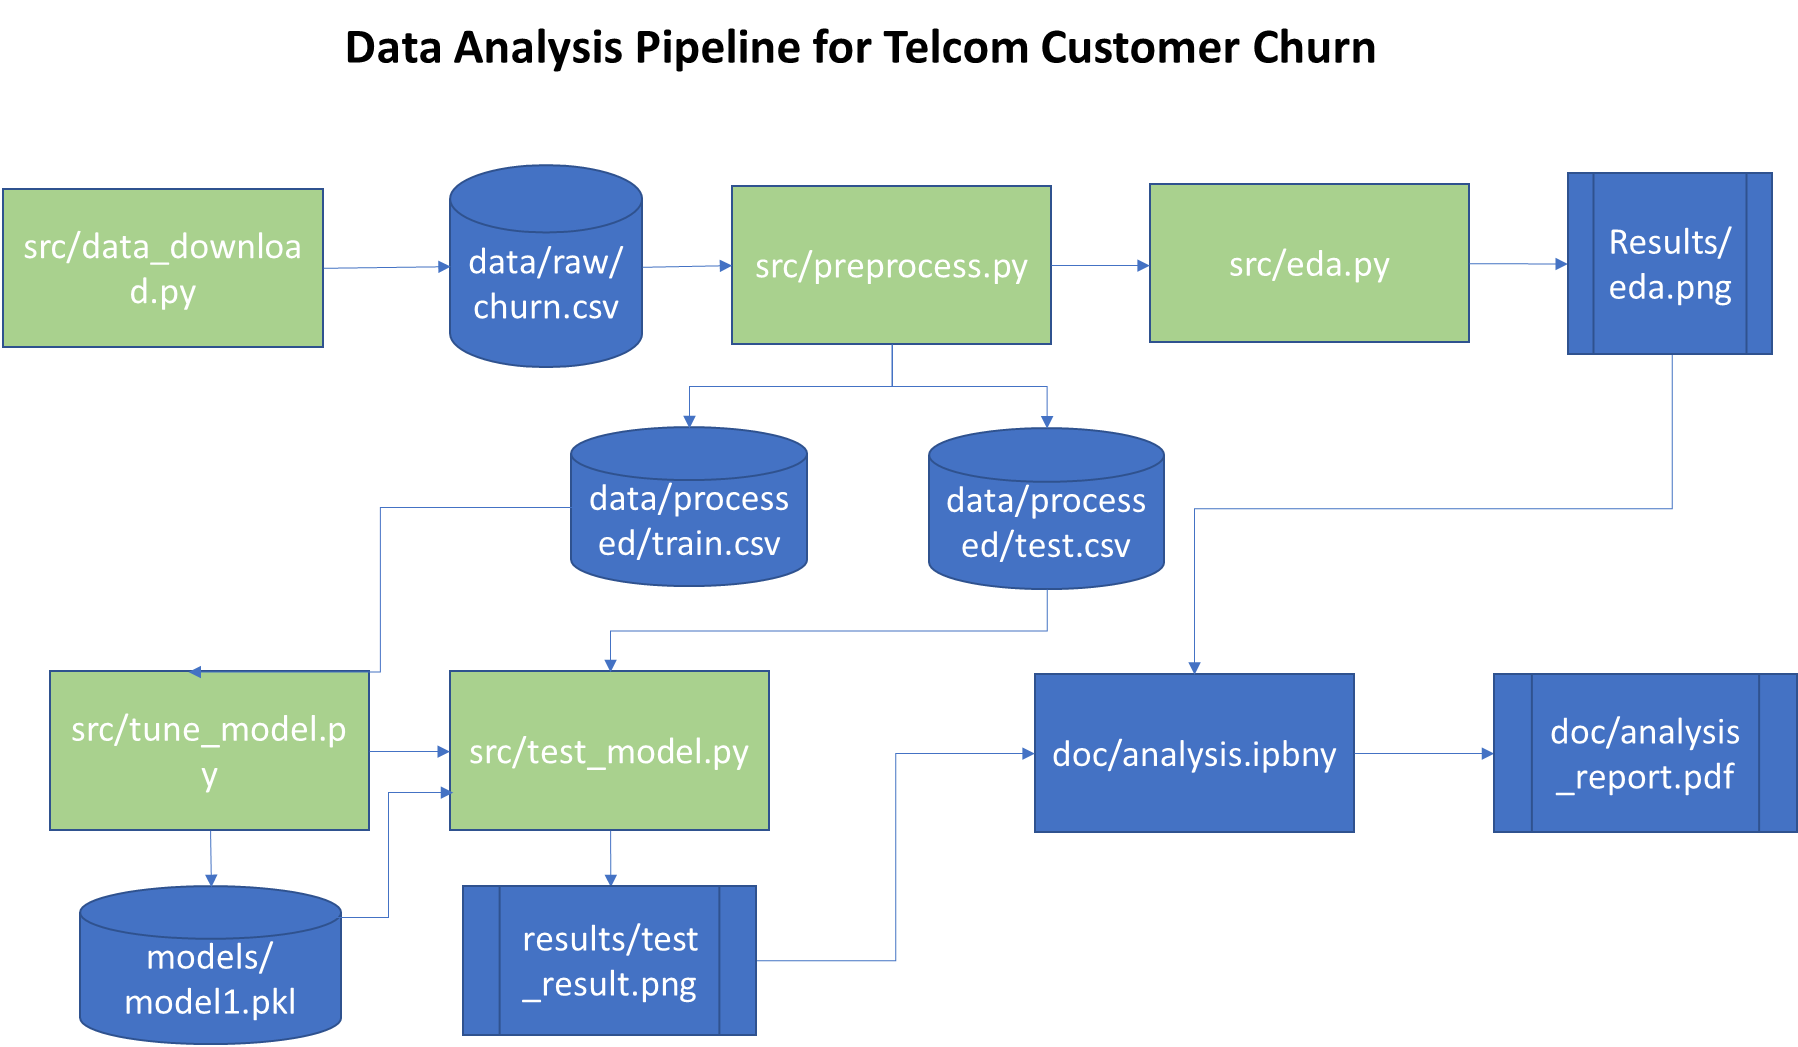 Data Analysis Pipeline for Telcom Customer Churn
src/data_downloa
d.py
data/raw/
churn.csv
src/preprocess.py
src/eda.py
Results/
eda.png
data/process
ed/train.csv
data/process
ed/test.csv
src/tune_model.p
y
src/test_model.py
doc/analysis.ipbny
doc/analysis
_report.pdf
models/
model1.pkl
results/test
_result.png